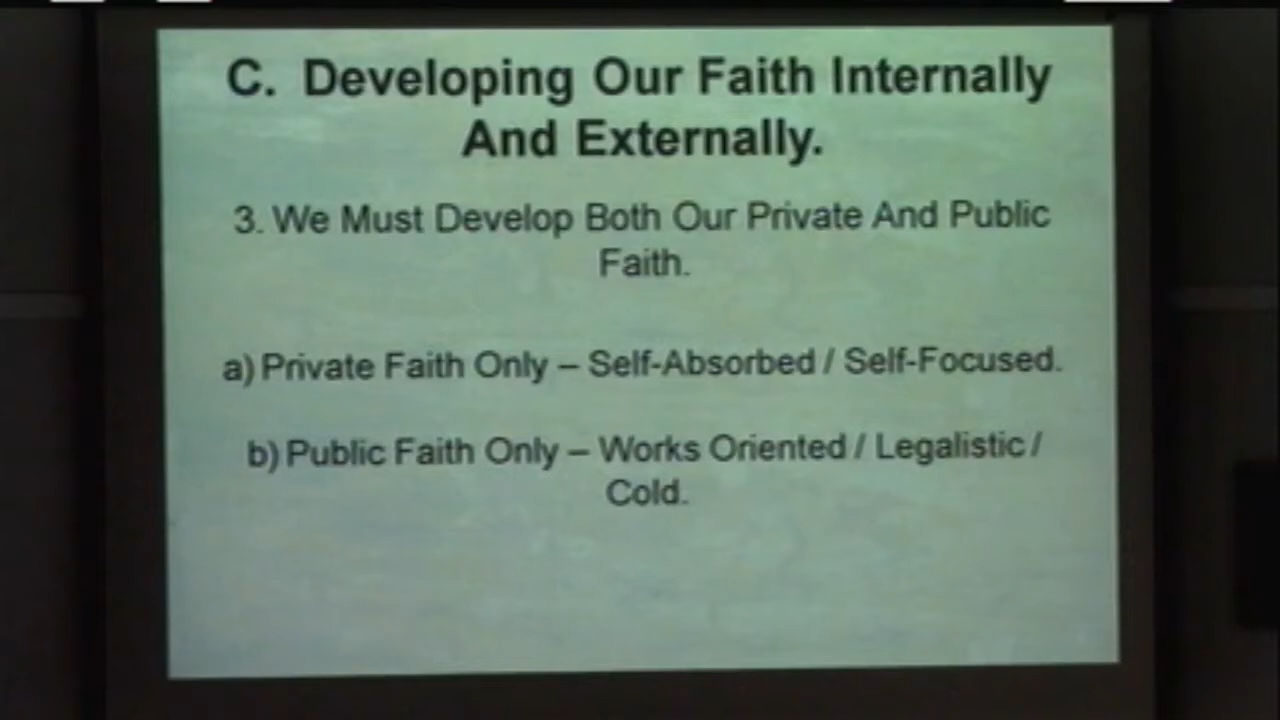 C. Developing Our Faith Internally
And Externally.
3. We Must Develop Both Our Private And Public
Faith.
a) Private Faith Only – Self-Absorbed / Self-Focused.
b) Public Faith Only – Works Oriented / Legalistic /
Cold.